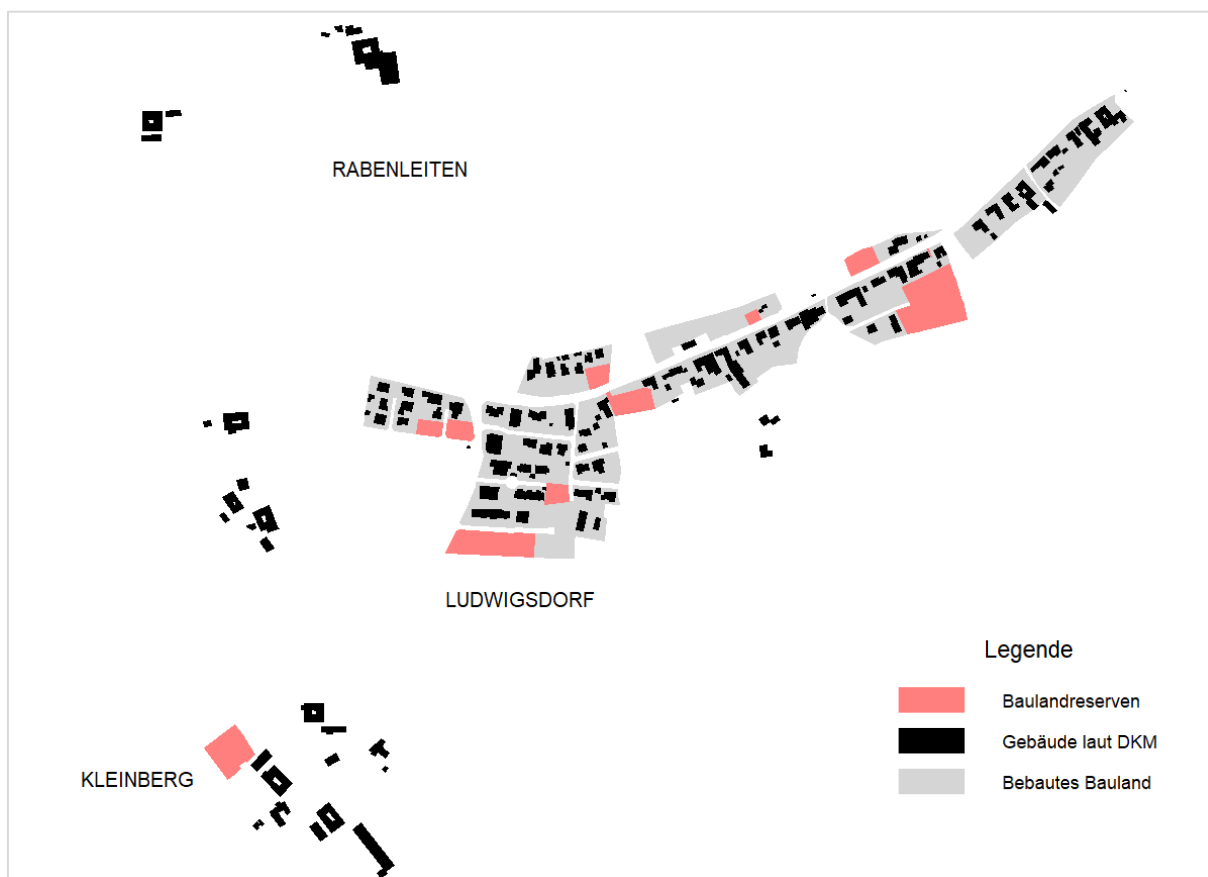 RABENLEITEN
LUDWIGSDORF
KLEINBERG
Legende
Baulandreserven
Gebäude laut DKM
Bebautes Bauland